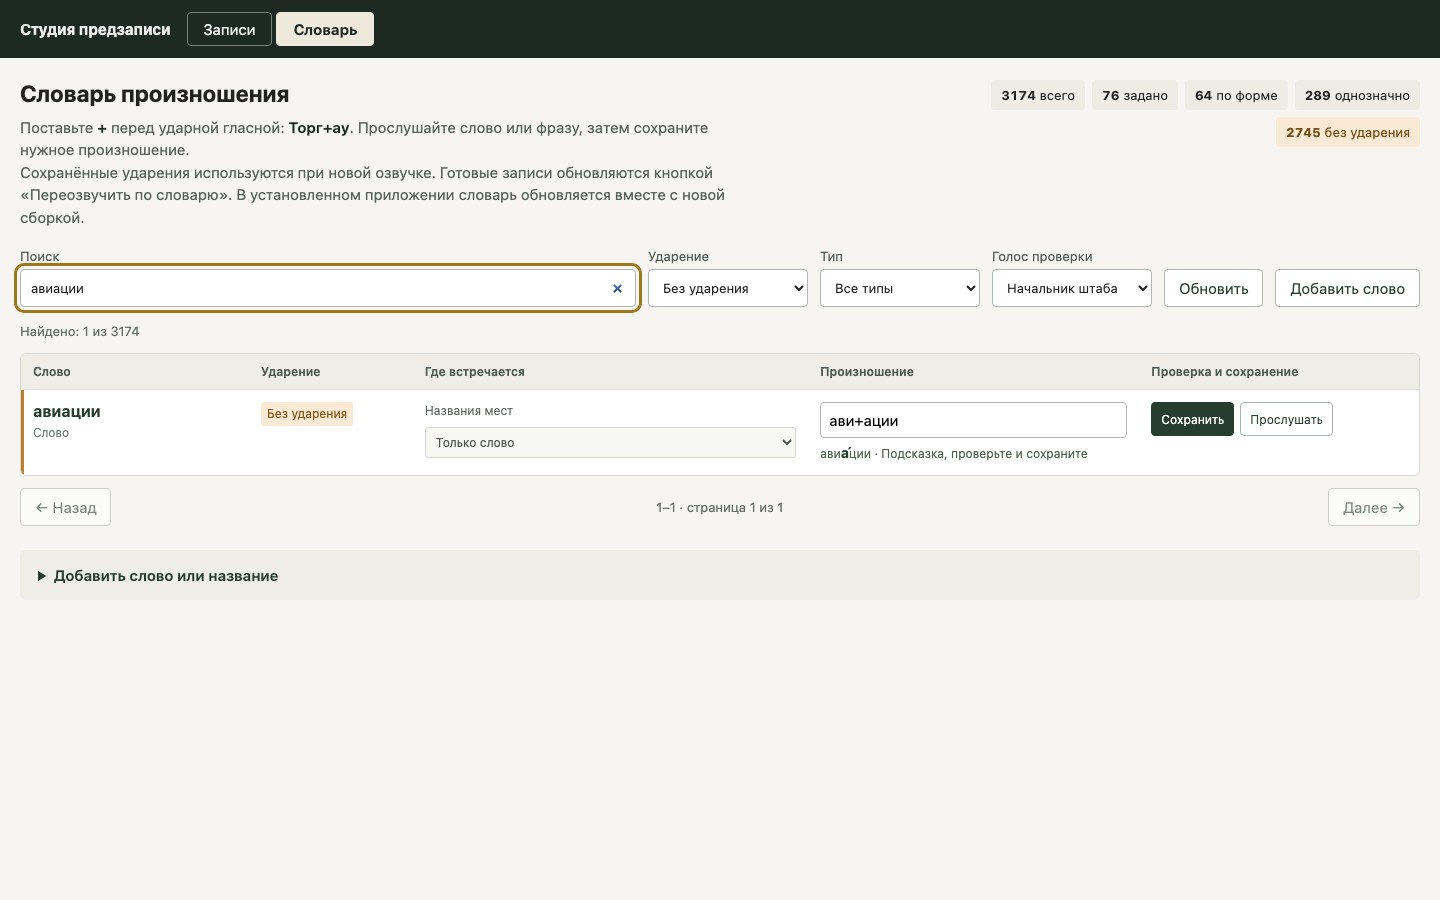 Студия предзаписи
Записи
Словарь
Словарь произношения
3174 всего
76 задано
64 по форме
289 однозначно
2745 без ударения
Поставьте + перед ударной гласной: Торг+ау. Прослушайте слово или фразу, затем сохраните
нужное произношение.
Сохранённые ударения используются при новой озвучке. Готовые записи обновляются кнопкой
«Переозвучить по словарю». В установленном приложении словарь обновляется вместе с новой
сборкой.
Поиск
Ударение
Тип
Голос проверки
авиации
×
Без ударения
Все типы
Начальник штаба
Обновить
Добавить слово
Найдено: 1 из 3174
Слово
Ударение
Где встречается
Произношение
Проверка и сохранение
авиации
Слово
Без ударения
Названия мест
Только слово
ави+ации
авиа́ции · Подсказка, проверьте и сохраните
Сохранить
Прослушать
← Назад
1–1 · страница 1 из 1
Далее →
▶ Добавить слово или название